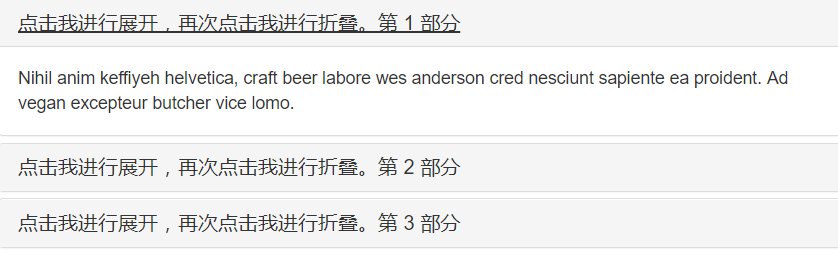 点击我进行展开，再次点击我进行折叠。第 1 部分
Nihil anim keffiyeh helvetica, craft beer labore wes anderson cred nesciunt sapiente ea proident. Ad
vegan excepteur butcher vice lomo.
点击我进行展开，再次点击我进行折叠。第 2 部分
点击我进行展开，再次点击我进行折叠。第 3 部分